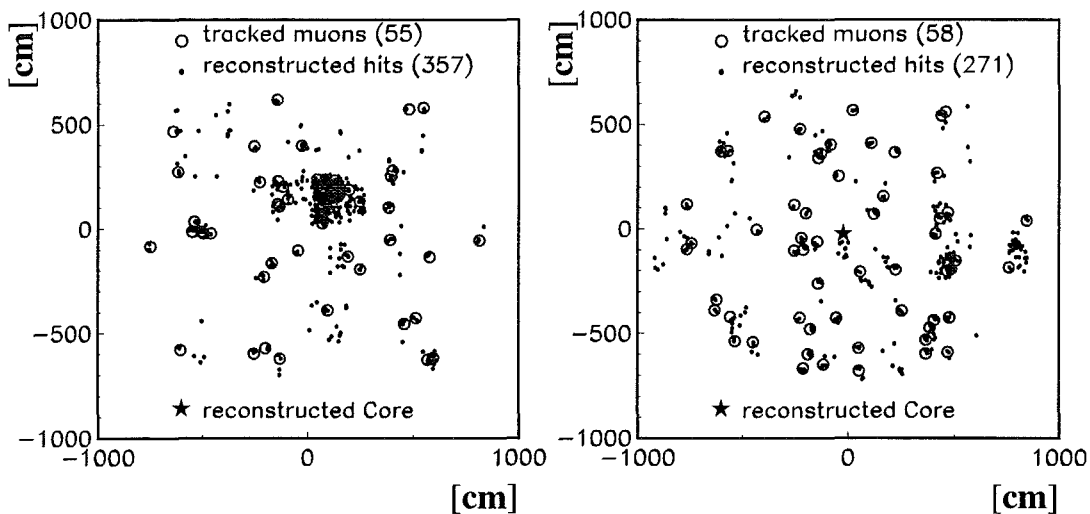 [cm]
1000
500
0
−500
−1000
−1000
0
1000
[cm]
tracked muons (55)
reconstructed hits (357)
reconstructed Core
[cm]
1000
500
0
−500
−1000
−1000
0
1000
[cm]
tracked muons (58)
reconstructed hits (271)
reconstructed Core